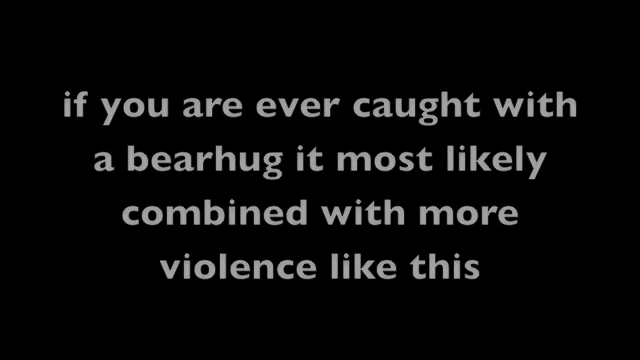 if you are ever caught with
a bearhug it most likely
combined with more
violence like this